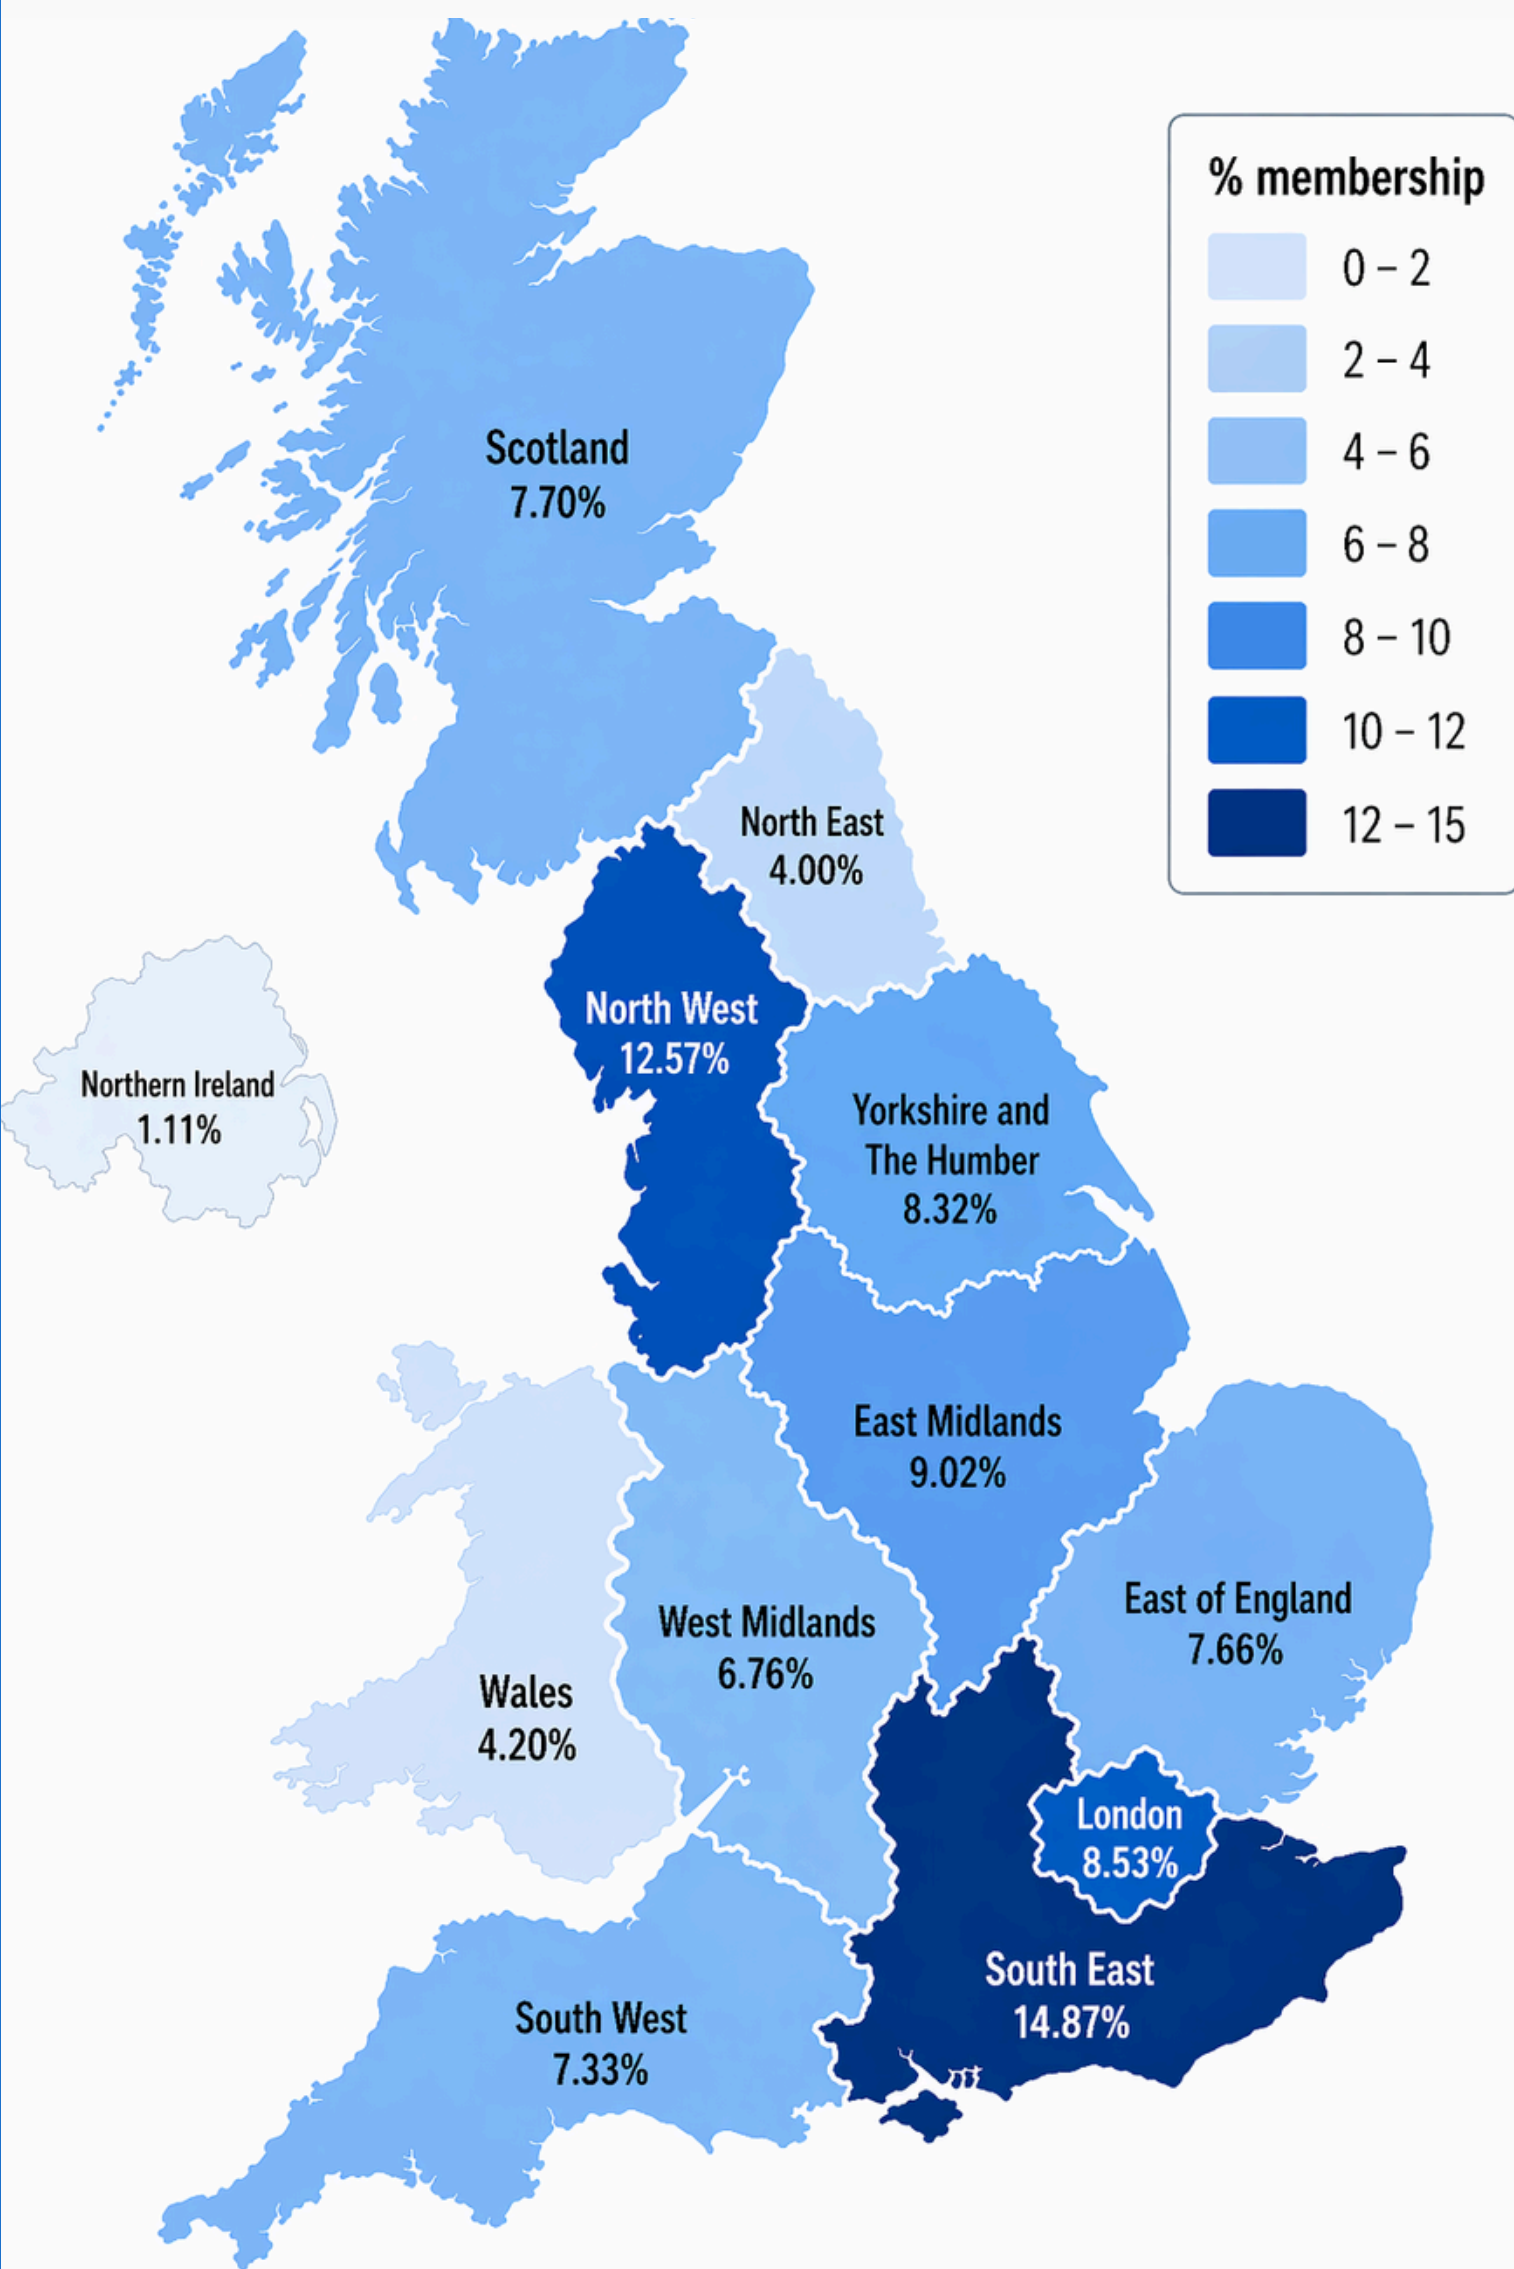 % membership
0 – 2
2 – 4
4 – 6
6 – 8
8 – 10
10 – 12
12 – 15
Scotland
7.70%
North East
4.00%
North West
12.57%
Northern Ireland
1.11%
Yorkshire and
The Humber
8.32%
East Midlands
9.02%
East of England
7.66%
West Midlands
6.76%
Wales
4.20%
London
8.53%
South East
14.87%
South West
7.33%